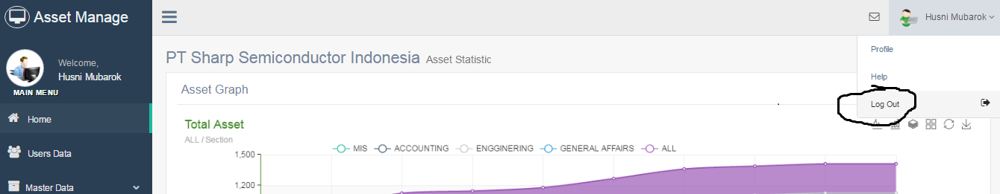 Asset Manage
Husni Mubarok
Welcome,
Husni Mubarok
MAIN MENU
Home
Users Data
Master Data
PT Sharp Semiconductor Indonesia Asset Statistic
Profile
Help
Log Out
Asset Graph
Total Asset
ALL / Section
MIS ACCOUNTING ENGGINERING GENERAL AFFAIRS ALL
1,500
1,200